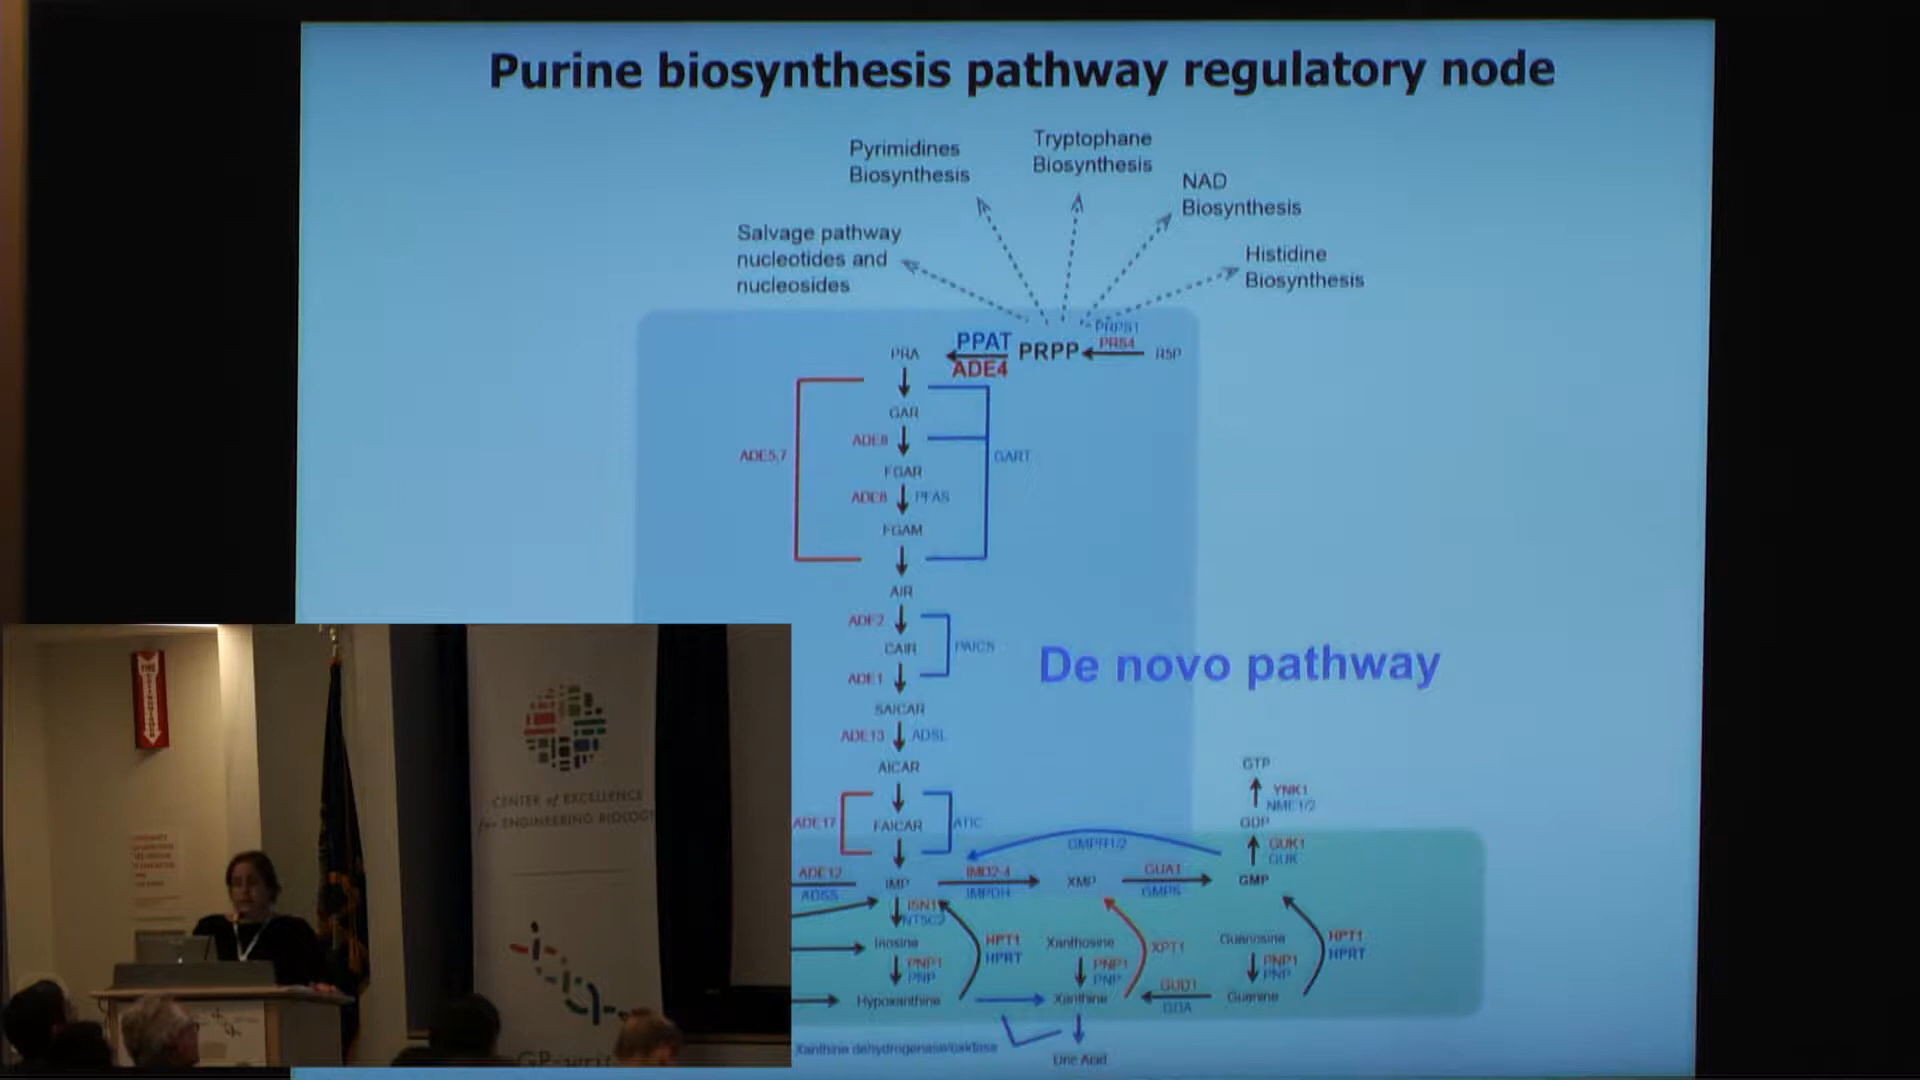 Purine biosynthesis pathway regulatory node
Pyrimidines
Biosynthesis
Tryptophane
Biosynthesis
NAD
Biosynthesis
Salvage pathway
nucleotides and
nucleosides
Histidine
Biosynthesis
PRPS1
PRA
PPAT
PRPP
PRS4
R5P
ADE4
GAR
ADE8
ADE5,7
GART
FGAR
ADE6
PFAS
FGAM
AIR
ADE2
CAIR
PAICS
De novo pathway
ADE1
SAICAR
ADE13
ADSL
AICAR
GTP
YNK1
NME1/2
ADE17
FAICAR
ATIC
GDP
GMPR1/2
GUK1
GUK
ADE12
ADSS
IMP
IMD2-4
IMPDH
XMP
GUA1
GMPS
GMP
ISN1
NT5C2
Inosine
HPT1
HPRT
Xanthosine
XPT1
Guanosine
HPT1
HPRT
PNP1
PNP
PNP1
PNP
PNP1
PNP
Hypoxanthine
Xanthine
GUD1
GDA
Guanine
Xanthine dehydrogenase/oxidase
Uric Acid
FIRE
CENTER of EXCELLENCE
for ENGINEERING BIOLOGY